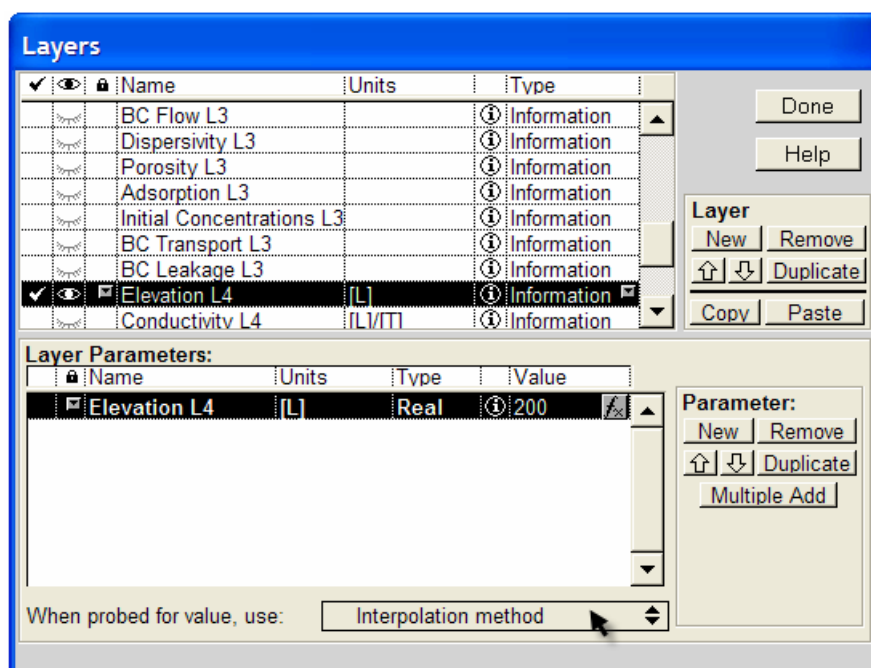 Layers
Name Units Type
BC Flow L3 Information
Dispersivity L3 Information
Porosity L3 Information
Adsorption L3 Information
Initial Concentrations L3 Information
BC Transport L3 Information
BC Leakage L3 Information
Elevation L4 [L] Information
Conductivity L4 [L]/[T] Information
Done
Help
Layer
New Remove
Duplicate
Copy Paste
Layer Parameters:
Name Units Type Value
Elevation L4 [L] Real 200 fx
Parameter:
New Remove
Duplicate
Multiple Add
When probed for value, use: Interpolation method